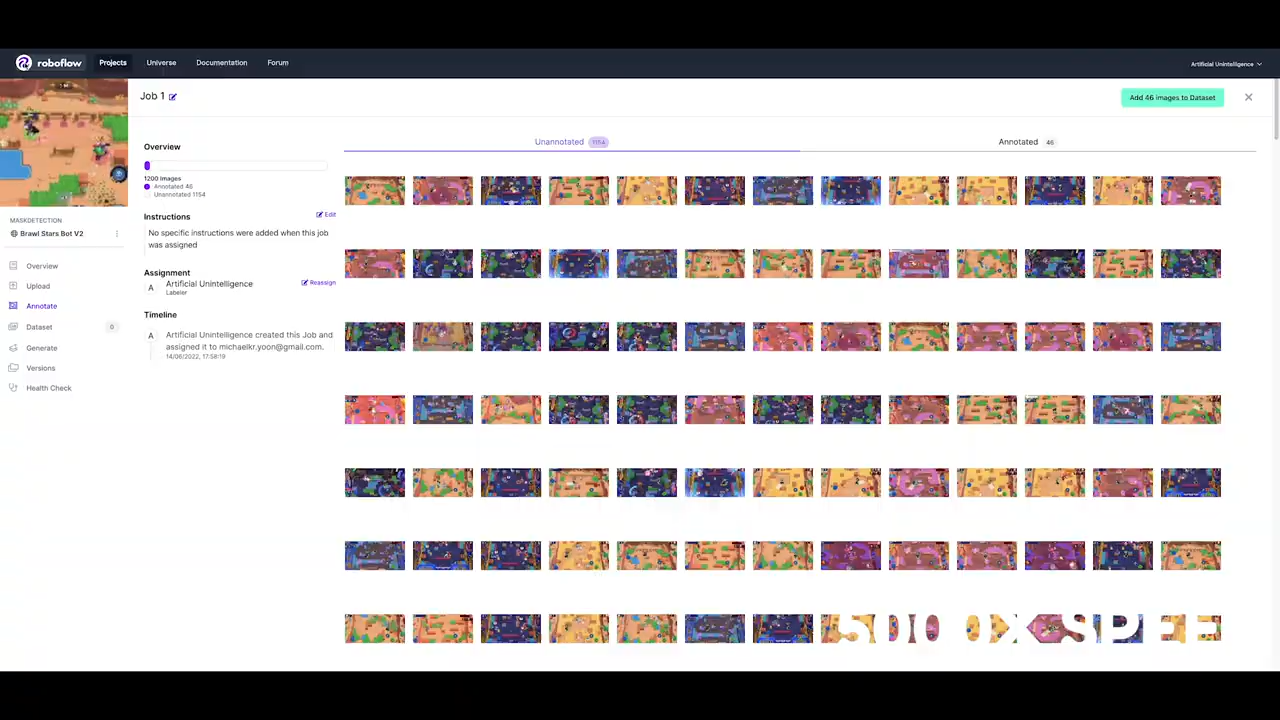 roboflow
Projects
Universe
Documentation
Forum
Artificial Unintelligence
Job 1
Add 46 images to Dataset
Overview
1200 Images
Annotated 46
Unannotated 1154
Instructions
Edit
No specific instructions were added when this job
was assigned
Assignment
A
Artificial Unintelligence
Labeler
Reassign
Timeline
A
Artificial Unintelligence created this Job and
assigned it to michaelkr.yoon@gmail.com.
14/06/2022, 17:58:19
Unannotated 1154
Annotated 46
MASKDETECTION
Brawl Stars Bot V2
Overview
Upload
Annotate
Dataset 0
Generate
Versions
Health Check